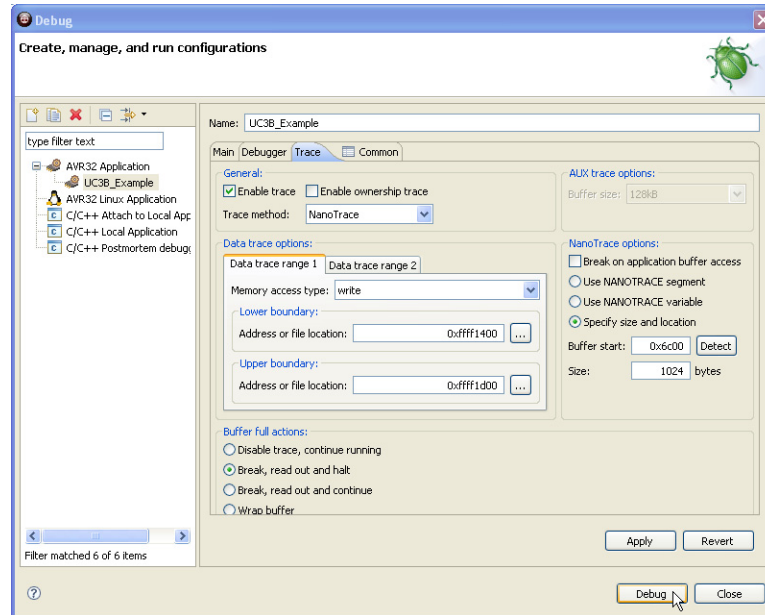 Debug
Create, manage, and run configurations
type filter text
AVR32 Application
UC3B_Example
AVR32 Linux Application
C/C++ Attach to Local App
C/C++ Local Application
C/C++ Postmortem debugg
Filter matched 6 of 6 items
Name: UC3B_Example
Main Debugger Trace Common
General:
Enable trace Enable ownership trace
Trace method: NanoTrace
AUX trace options:
Buffer size: 128kB
Data trace options:
Data trace range 1 Data trace range 2
Memory access type: write
Lower boundary:
Address or file location: 0xffff1400 ...
Upper boundary:
Address or file location: 0xffff1d00 ...
NanoTrace options:
Break on application buffer access
Use NANOTRACE segment
Use NANOTRACE variable
Specify size and location
Buffer start: 0x6c00 Detect
Size: 1024 bytes
Buffer full actions:
Disable trace, continue running
Break, read out and halt
Break, read out and continue
Wrap buffer
Apply Revert
? Debug Close